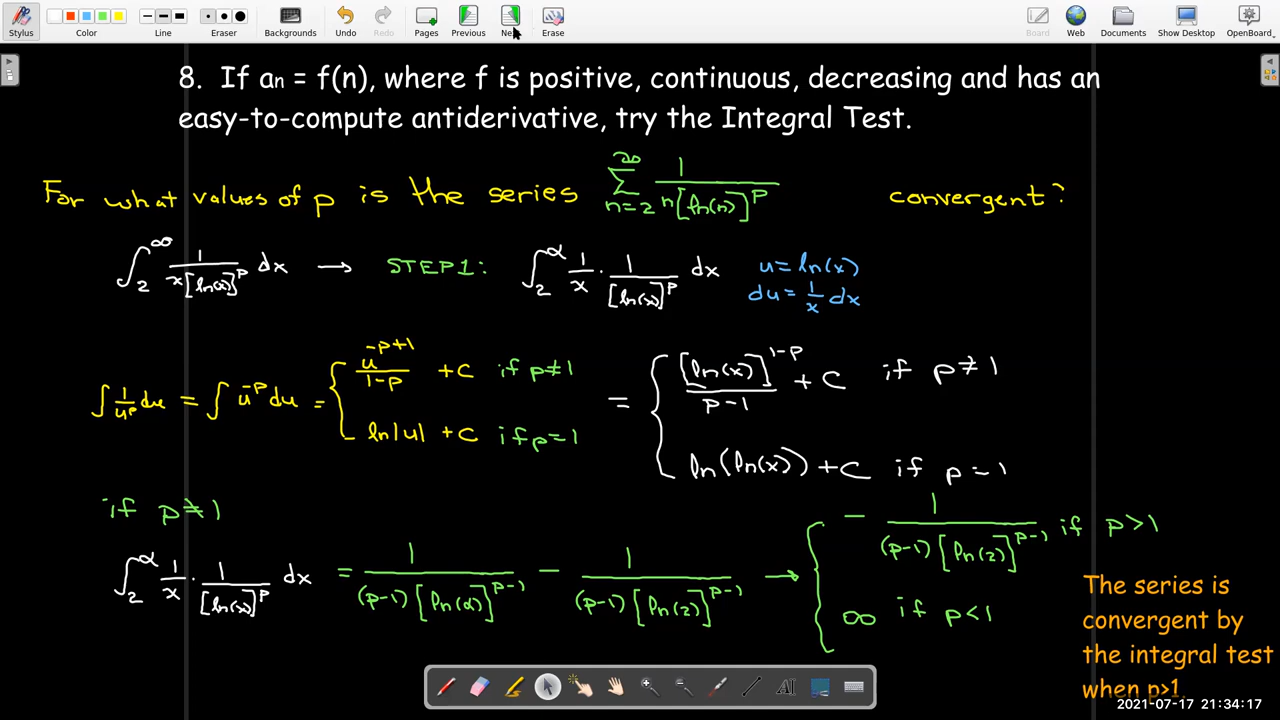 Stylus Color Line Eraser Backgrounds Undo Redo Pages Previous Next Erase Board Web Documents Show Desktop OpenBoard
8. If an = f(n), where f is positive, continuous, decreasing and has an
easy-to-compute antiderivative, try the Integral Test.
For what values of p is the series ∑_{n=2}^{∞} 1/(n[ln(n)]^p) convergent?
∫_2^∞ 1/(x[ln(x)]^p) dx → STEP 1: ∫_2^α 1/x · 1/[ln(x)]^p dx u = ln(x)
du = 1/x dx
∫ 1/u^p du = ∫ u^{-p} du = { u^{-p+1}/(1-p) + C if p≠1 = { [ln(x)]^{1-p}/(p-1) + C if p≠1
ln|u| + C if p=1 ln(ln(x)) + C if p=1
if p≠1
∫_2^α 1/x · 1/[ln(x)]^p dx = 1/((p-1)[ln(α)]^{p-1}) − 1/((p-1)[ln(2)]^{p-1}) → { − 1/((p-1)[ln(2)]^{p-1}) if p>1
∞ if p<1
The series is
convergent by
the integral test
when p>1.
2021-07-17 21:34:17